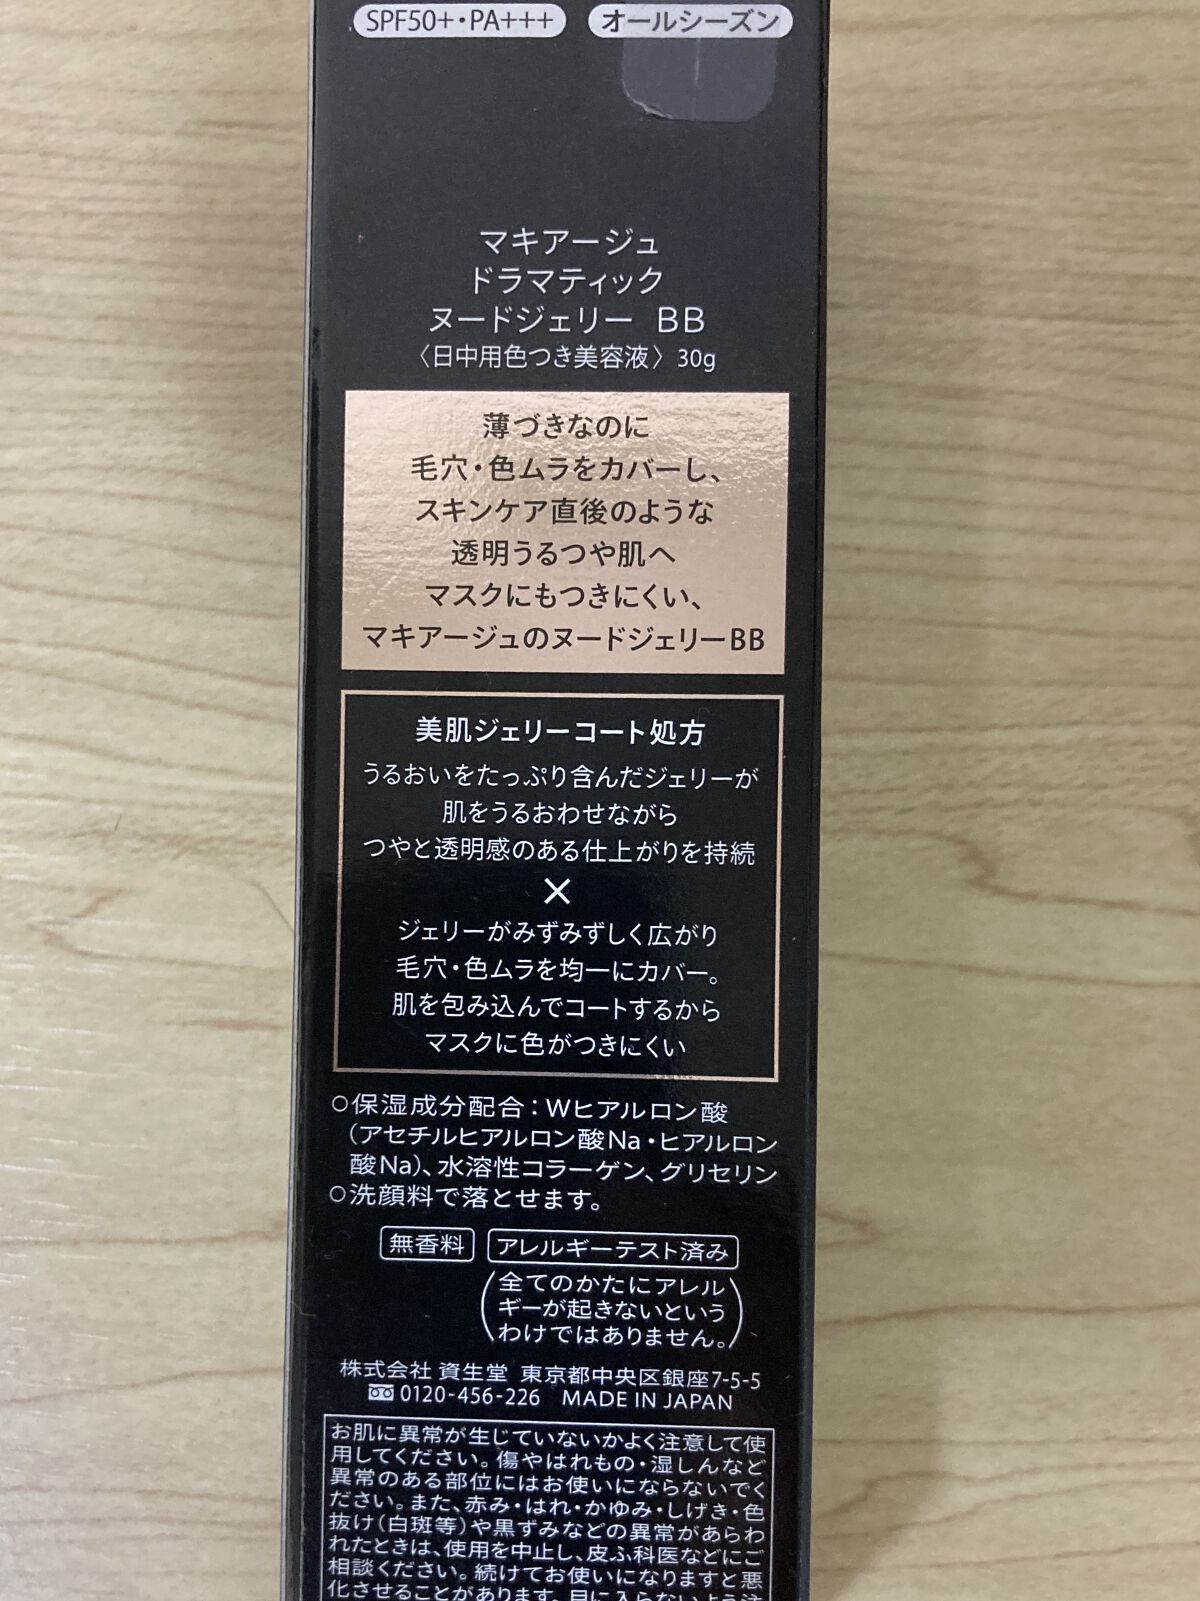 SPF50+・PA+++ オールシーズン
マキアージュ
ドラマティック
ヌードジェリー BB
〈日中用色つき美容液〉30g
薄づきなのに
毛穴・色ムラをカバーし、
スキンケア直後のような
透明うるつや肌へ
マスクにもつきにくい、
マキアージュのヌードジェリーBB
美肌ジェリーコート処方
うるおいをたっぷり含んだジェリーが
肌をうるおわせながら
つやと透明感のある仕上がりを持続
×
ジェリーがみずみずしく広がり
毛穴・色ムラを均一にカバー。
肌を包み込んでコートするから
マスクに色がつきにくい
○保湿成分配合：Wヒアルロン酸
（アセチルヒアルロン酸Na・ヒアルロン
酸Na）、水溶性コラーゲン、グリセリン
○洗顔料で落とせます。
無香料 アレルギーテスト済み
（全てのかたにアレル
ギーが起きないという
わけではありません。）
株式会社 資生堂 東京都中央区銀座7-5-5
0120-456-226 MADE IN JAPAN
お肌に異常が生じていないかよく注意して使
用してください。傷やはれもの・湿しんなど
異常のある部位にはお使いにならないでく
ださい。また、赤み・はれ・かゆみ・しげき・色
抜け（白斑等）や黒ずみなどの異常があらわ
れたときは、使用を中止し、皮ふ科医などにご
相談ください。続けてお使いになりますと悪
化させることがあります。目に入らないよう注